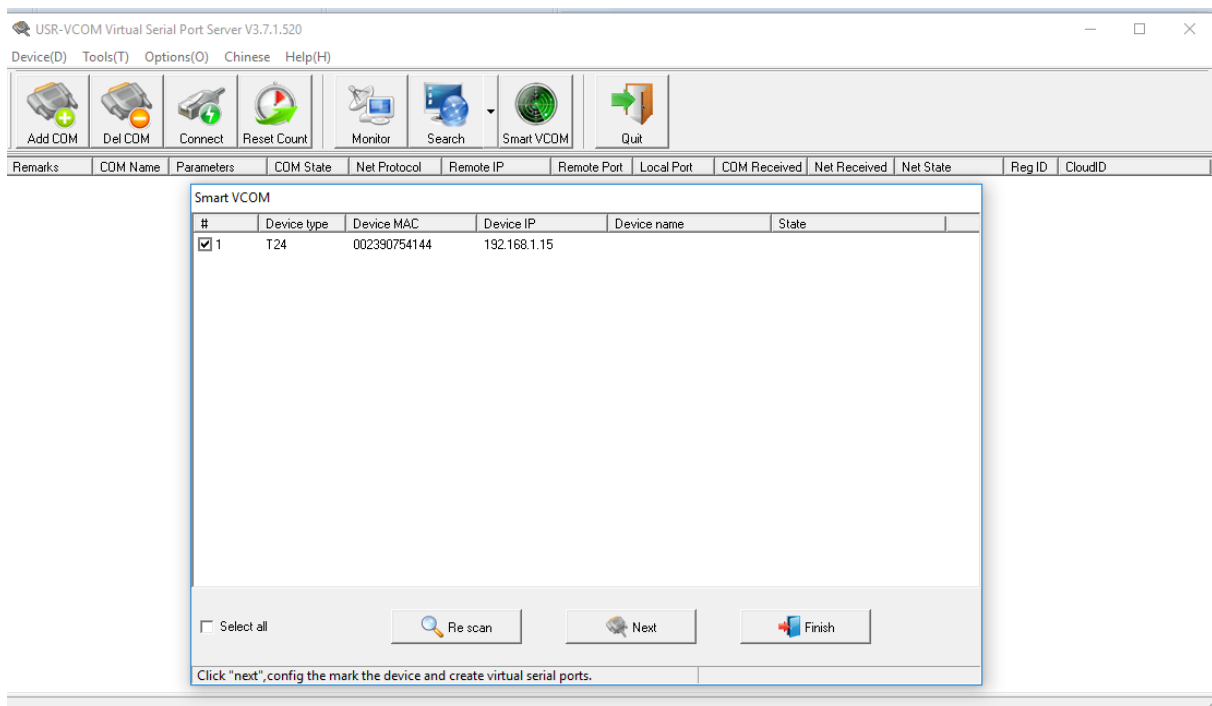 USR-VCOM Virtual Serial Port Server V3.7.1.520
Device(D) Tools(T) Options(O) Chinese Help(H)
Add COM Del COM Connect Reset Count Monitor Search Smart VCOM Quit
Remarks COM Name Parameters COM State Net Protocol Remote IP Remote Port Local Port COM Received Net Received Net State Reg ID CloudID
Smart VCOM
# Device type Device MAC Device IP Device name State
1 T24 002390754144 192.168.1.15
Select all Re scan Next Finish
Click "next",config the mark the device and create virtual serial ports.